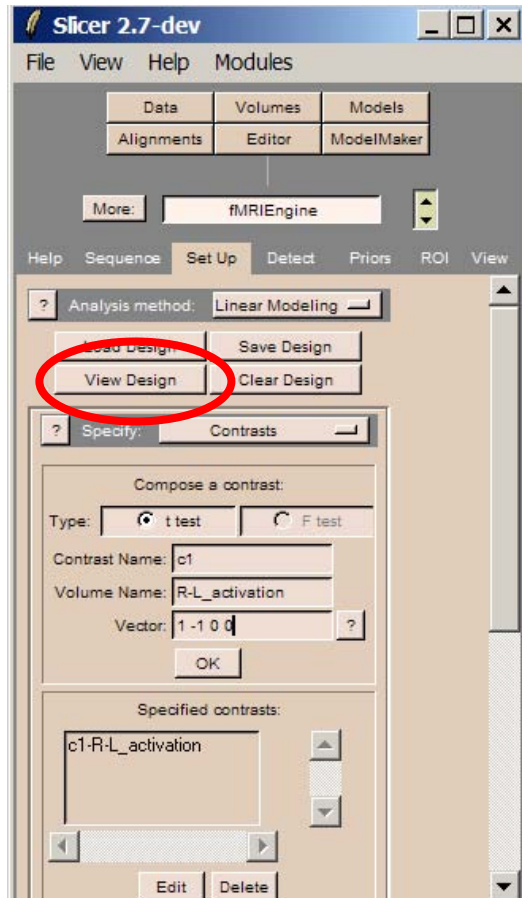 Slicer 2.7-dev
File View Help Modules
Data Volumes Models
Alignments Editor ModelMaker
More: fMRIEngine
Help Sequence Set Up Detect Priors ROI View
? Analysis method: Linear Modeling
Load Design Save Design
View Design Clear Design
? Specify: Contrasts
Compose a contrast:
Type: t test F test
Contrast Name: c1
Volume Name: R-L_activation
Vector: 1 -1 0 0 ?
OK
Specified contrasts:
c1-R-L_activation
Edit Delete